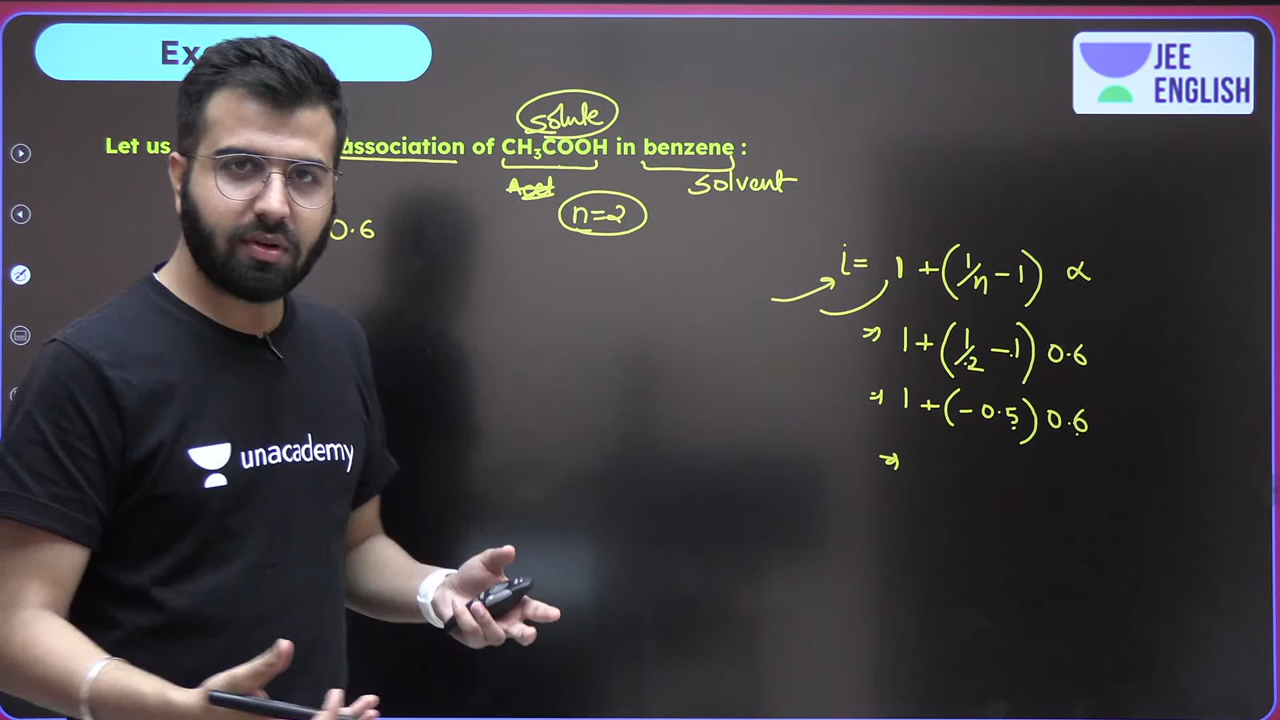 Ex
JEE
ENGLISH
solute
Let us association of CH₃COOH in benzene :
solvent
n=2
0.6
i= 1 + (1/n - 1) α
⇒ 1 + (1/2 - 1) 0.6
⇒ 1 + (-0.5) 0.6
⇒
unacademy